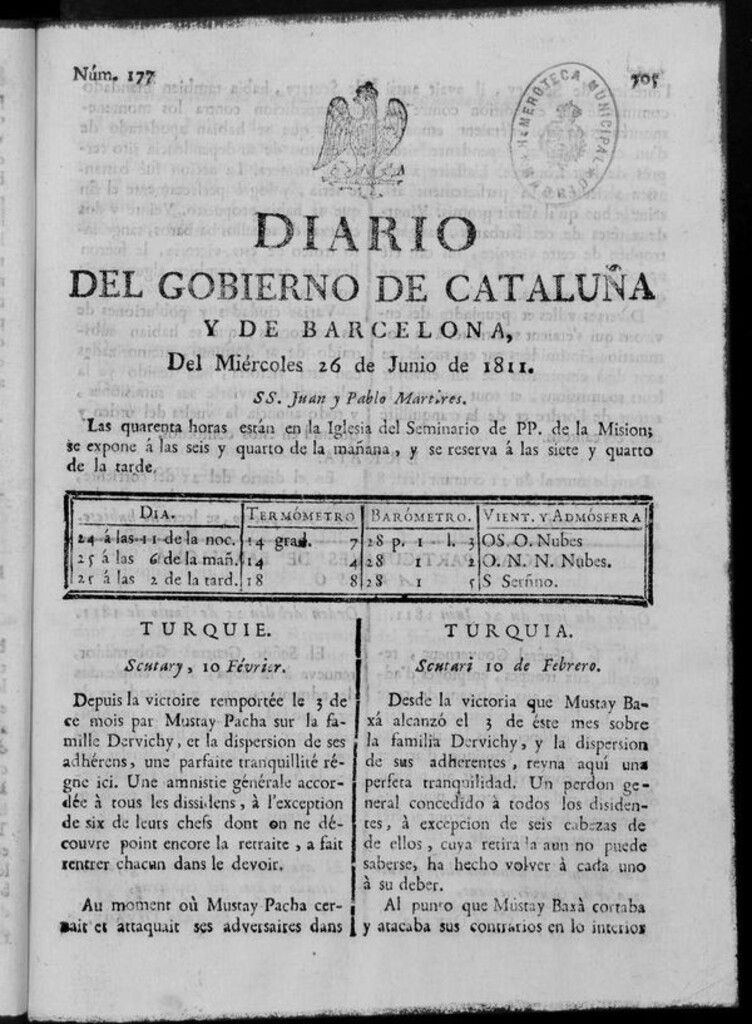 Núm. 177
705
HEMEROTECA MUNICIPAL
DIARIO
DEL GOBIERNO DE CATALUÑA
Y DE BARCELONA,
Del Miércoles 26 de Junio de 1811.
SS. Juan y Pablo Martires.
Las quarenta horas están en la Iglesia del Seminario de PP. de la Mision;
se expone á las seis y quarto de la mañana, y se reserva á las siete y quarto
de la tarde.
DIA. TERMÓMETRO BARÓMETRO. VIENT. Y ADMÓSFERA
24 á las 11 de la noc. 14 grad. 7 28 p. 1 l. 3 OS. O. Nubes
25 á las 6 de la mañ. 14 4 28 1 2 O. N. N. Nubes.
25 á las 2 de la tard. 18 8 28 1 5 S Serñno.
TURQUIE.
Scutary, 10 Février.
Depuis la victoire remportée le 3 de
ce mois par Mustay Pacha sur la fa-
mille Dervichy, et la dispersion de ses
adhérens, une parfaite tranquillité ré-
gne ici. Une amnistie générale accor-
dée à tous les dissidens, à l'exception
de six de leurs chefs dont on ne dé-
couvre point encore la retraite, a fait
rentrer chacun dans le devoir.
Au moment où Mustay Pacha cer-
nait et attaquait ses adversaires dans
TURQUIA.
Scutari 10 de Febrero.
Desde la victoria que Mustay Ba-
xá alcanzó el 3 de éste mes sobre
la familia Dervichy, y la dispersion
de sus adherentes, reyna aquí una
perfeta tranquilidad. Un perdon ge-
neral concedido à todos los disiden-
tes, à excepcion de seis cabezas de
de ellos, cuya retirada aun no puede
saberse, ha hecho volver á cada uno
à su deber.
Al punto que Mustay Baxà cortaba
y atacaba sus contrarios en lo interior